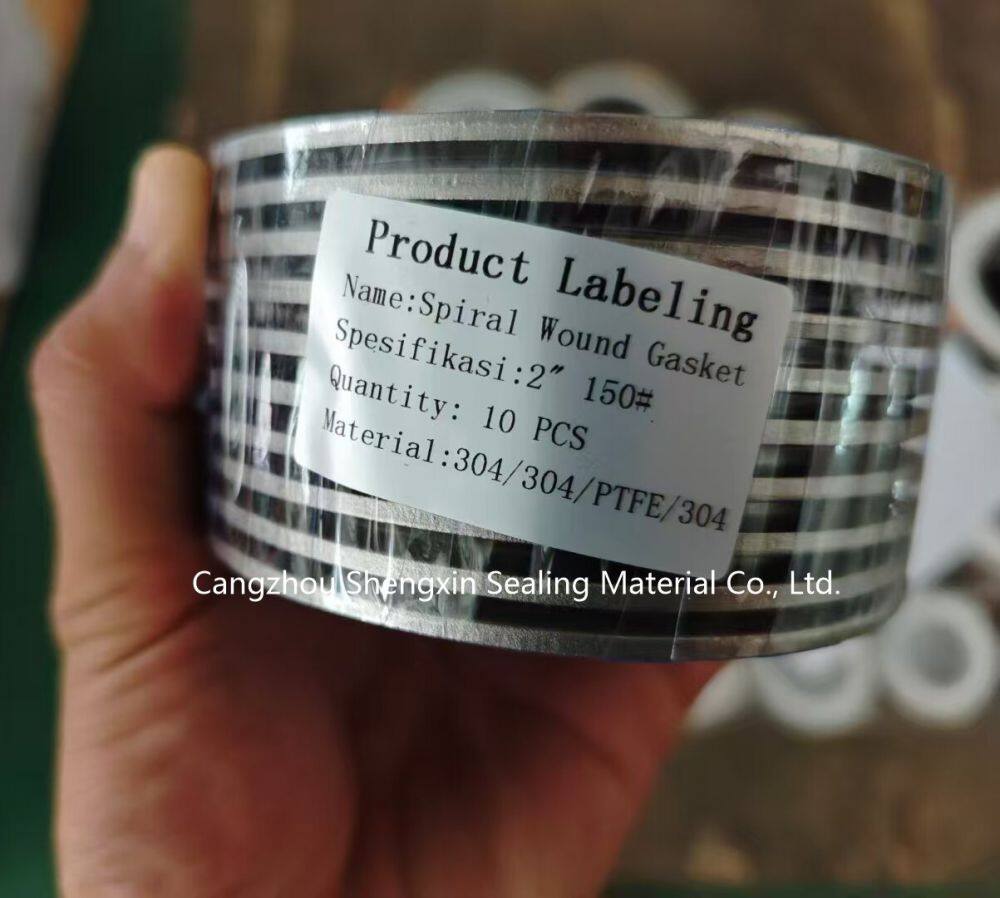 Product Labeling
Name:Spiral Wound Gasket
Spesifikasi:2″ 150#
Quantity: 10 PCS
Material:304/304/PTFE/304
Cangzhou Shengxin Sealing Material Co., Ltd.